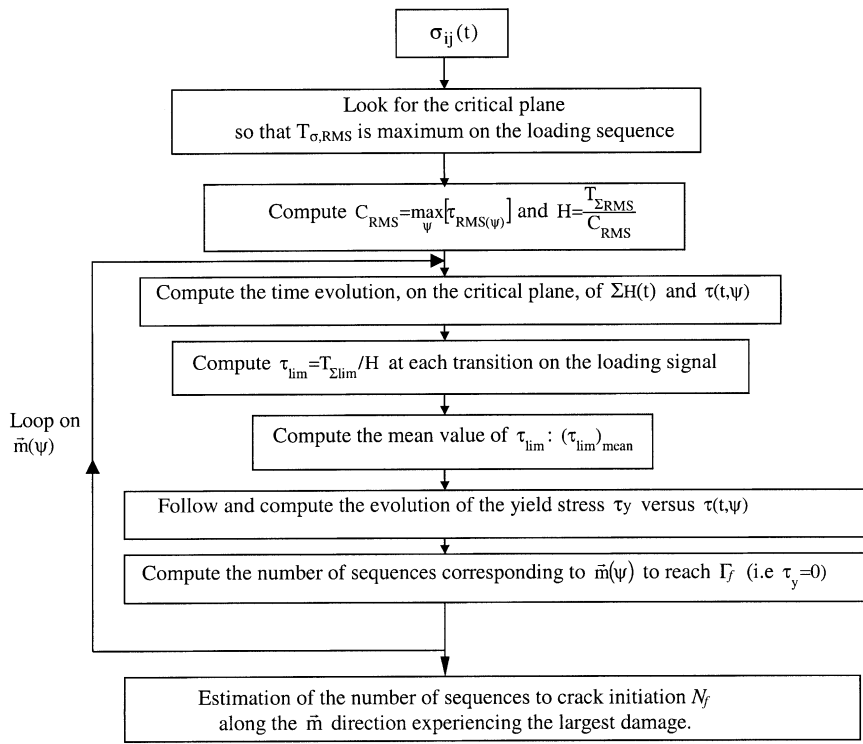 σij(t)
Look for the critical plane
so that Tσ,RMS is maximum on the loading sequence
Compute CRMS=maxψ[τRMS(ψ)] and H=TΣRMS/CRMS
Compute the time evolution, on the critical plane, of ΣH(t) and τ(t,ψ)
Compute τlim=TΣlim/H at each transition on the loading signal
Loop on
m⃗(ψ)
Compute the mean value of τlim: (τlim)mean
Follow and compute the evolution of the yield stress τy versus τ(t,ψ)
Compute the number of sequences corresponding to m⃗(ψ) to reach Γf (i.e τy=0)
Estimation of the number of sequences to crack initiation Nf
along the m⃗ direction experiencing the largest damage.